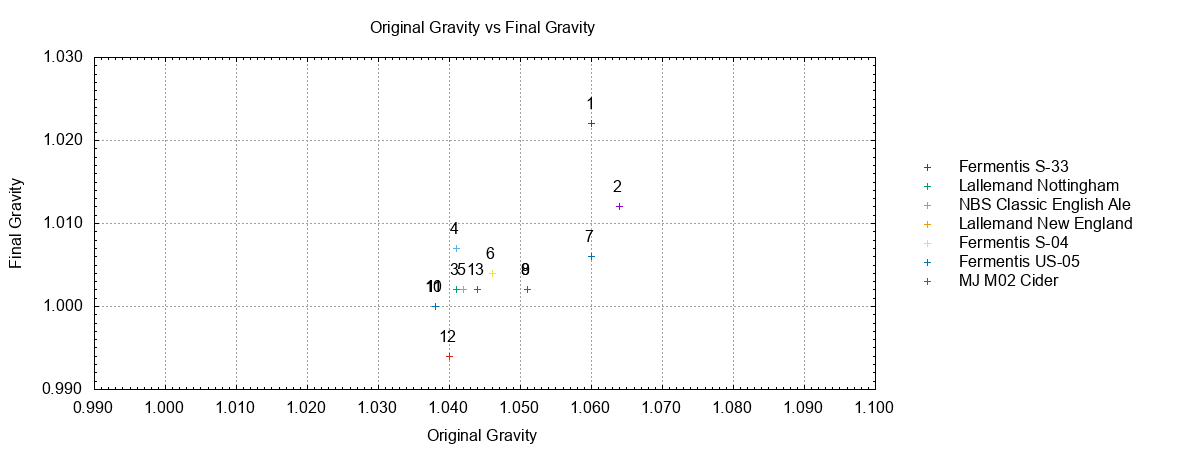 Original Gravity vs Final Gravity
1.030
1.020
1.010
1.000
0.990
Final Gravity
1
2
7
4
6
3
5
13
12
0.990 1.000 1.010 1.020 1.030 1.040 1.050 1.060 1.070 1.080 1.090 1.100
Original Gravity
Fermentis S-33
Lallemand Nottingham
NBS Classic English Ale
Lallemand New England
Fermentis S-04
Fermentis US-05
MJ M02 Cider